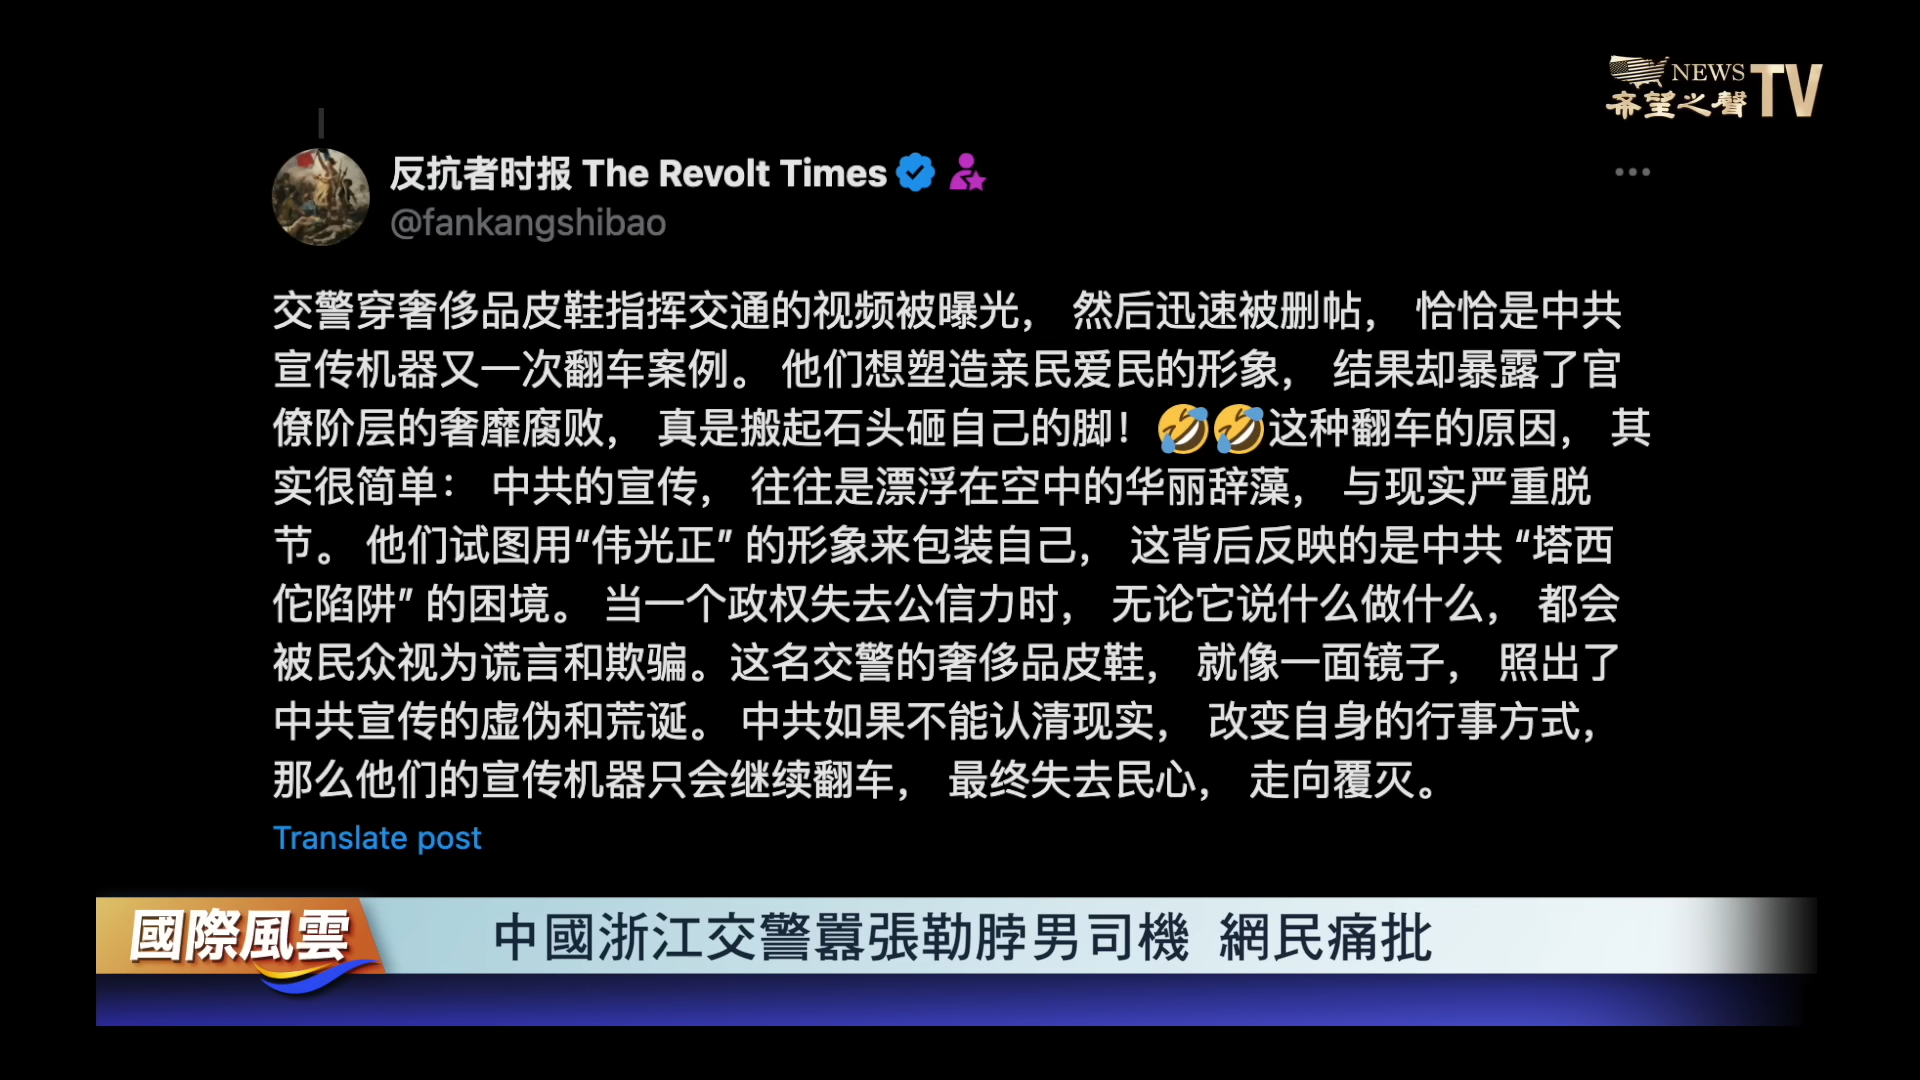 NEWS
希望之聲TV
反抗者时报 The Revolt Times
@fankangshibao
交警穿奢侈品皮鞋指挥交通的视频被曝光， 然后迅速被删帖， 恰恰是中共
宣传机器又一次翻车案例。 他们想塑造亲民爱民的形象， 结果却暴露了官
僚阶层的奢靡腐败， 真是搬起石头砸自己的脚！🤣🤣这种翻车的原因， 其
实很简单： 中共的宣传， 往往是漂浮在空中的华丽辞藻， 与现实严重脱
节。 他们试图用“伟光正” 的形象来包装自己， 这背后反映的是中共 “塔西
佗陷阱” 的困境。 当一个政权失去公信力时， 无论它说什么做什么， 都会
被民众视为谎言和欺骗。这名交警的奢侈品皮鞋， 就像一面镜子， 照出了
中共宣传的虚伪和荒诞。 中共如果不能认清现实， 改变自身的行事方式，
那么他们的宣传机器只会继续翻车， 最终失去民心， 走向覆灭。
Translate post
國際風雲
中國浙江交警囂張勒脖男司機 網民痛批